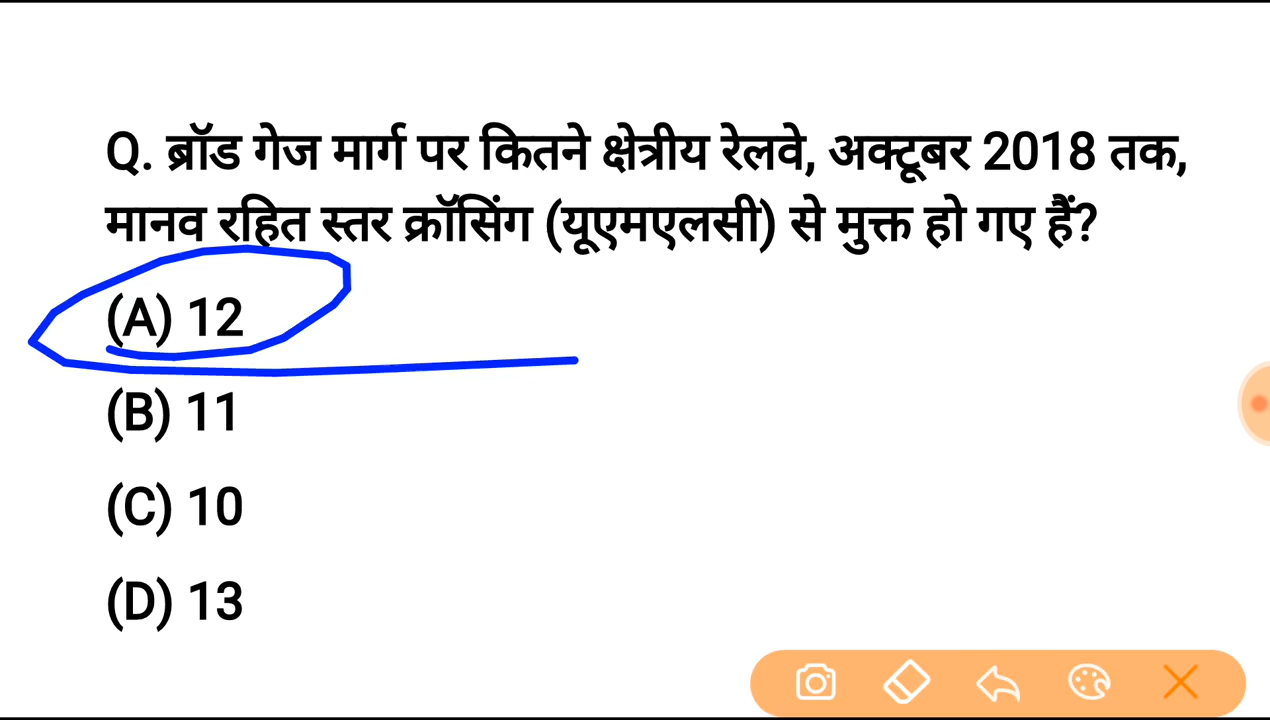 Q. ब्रॉड गेज मार्ग पर कितने क्षेत्रीय रेलवे, अक्टूबर 2018 तक,
मानव रहित स्तर क्रॉसिंग (यूएमएलसी) से मुक्त हो गए हैं?
(A) 12
(B) 11
(C) 10
(D) 13